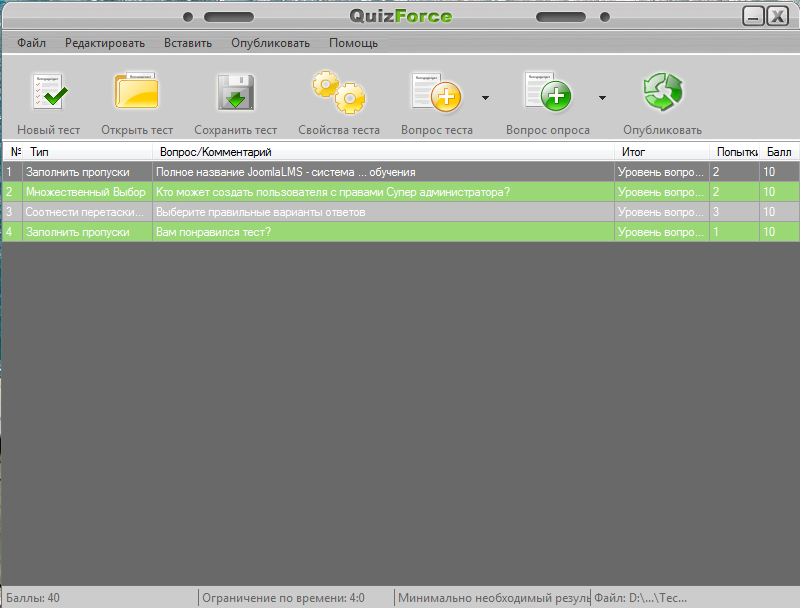 QuizForce
Файл Редактировать Вставить Опубликовать Помощь
Новый тест Открыть тест Сохранить тест Свойства теста Вопрос теста Вопрос опроса Опубликовать
№ Тип Вопрос/Комментарий Итог Попытки Балл
1 Заполнить пропуски Полное название JoomlaLMS - система ... обучения Уровень вопро... 2 10
2 Множественный Выбор Кто может создать пользователя с правами Супер администратора? Уровень вопро... 2 10
3 Соотнести перетаски... Выберите правильные варианты ответов Уровень вопро... 3 10
4 Заполнить пропуски Вам понравился тест? Уровень вопро... 1 10
Баллы: 40 Ограничение по времени: 4:0 Минимально необходимый резуль Файл: D:\...\Тес...